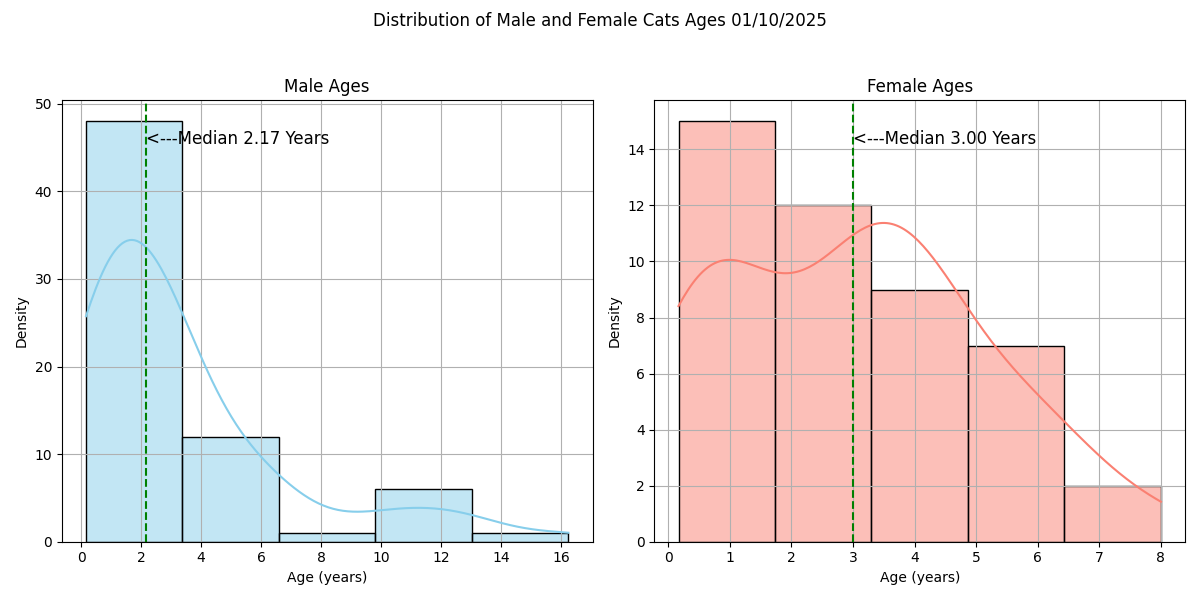 Distribution of Male and Female Cats Ages 01/10/2025
Male Ages
50
40
30
20
10
0
Density
<---Median 2.17 Years
0 2 4 6 8 10 12 14 16
Age (years)
Female Ages
14
12
10
8
6
4
2
0
Density
<---Median 3.00 Years
0 1 2 3 4 5 6 7 8
Age (years)